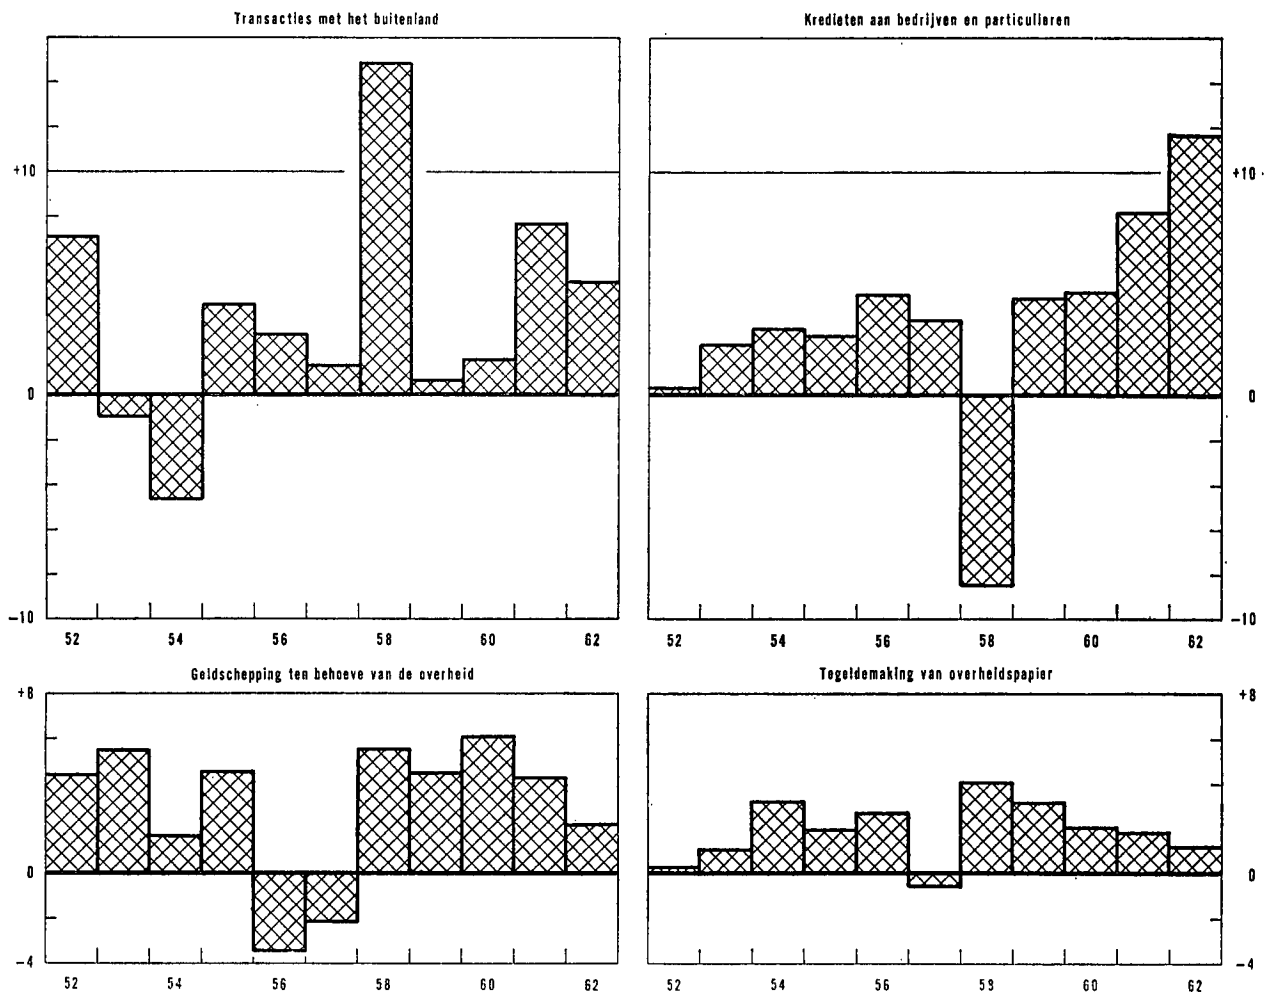 Transacties met het buitenland
+10
0
-10
52 54 56 58 60 62
Kredieten aan bedrijven en particulieren
+10
0
-10
52 54 56 58 60 62
Geldschepping ten behoeve van de overheid
+8
0
-4
52 54 56 58 60 62
Tegeldemaking van overheidspapier
+8
0
-4
52 54 56 58 60 62